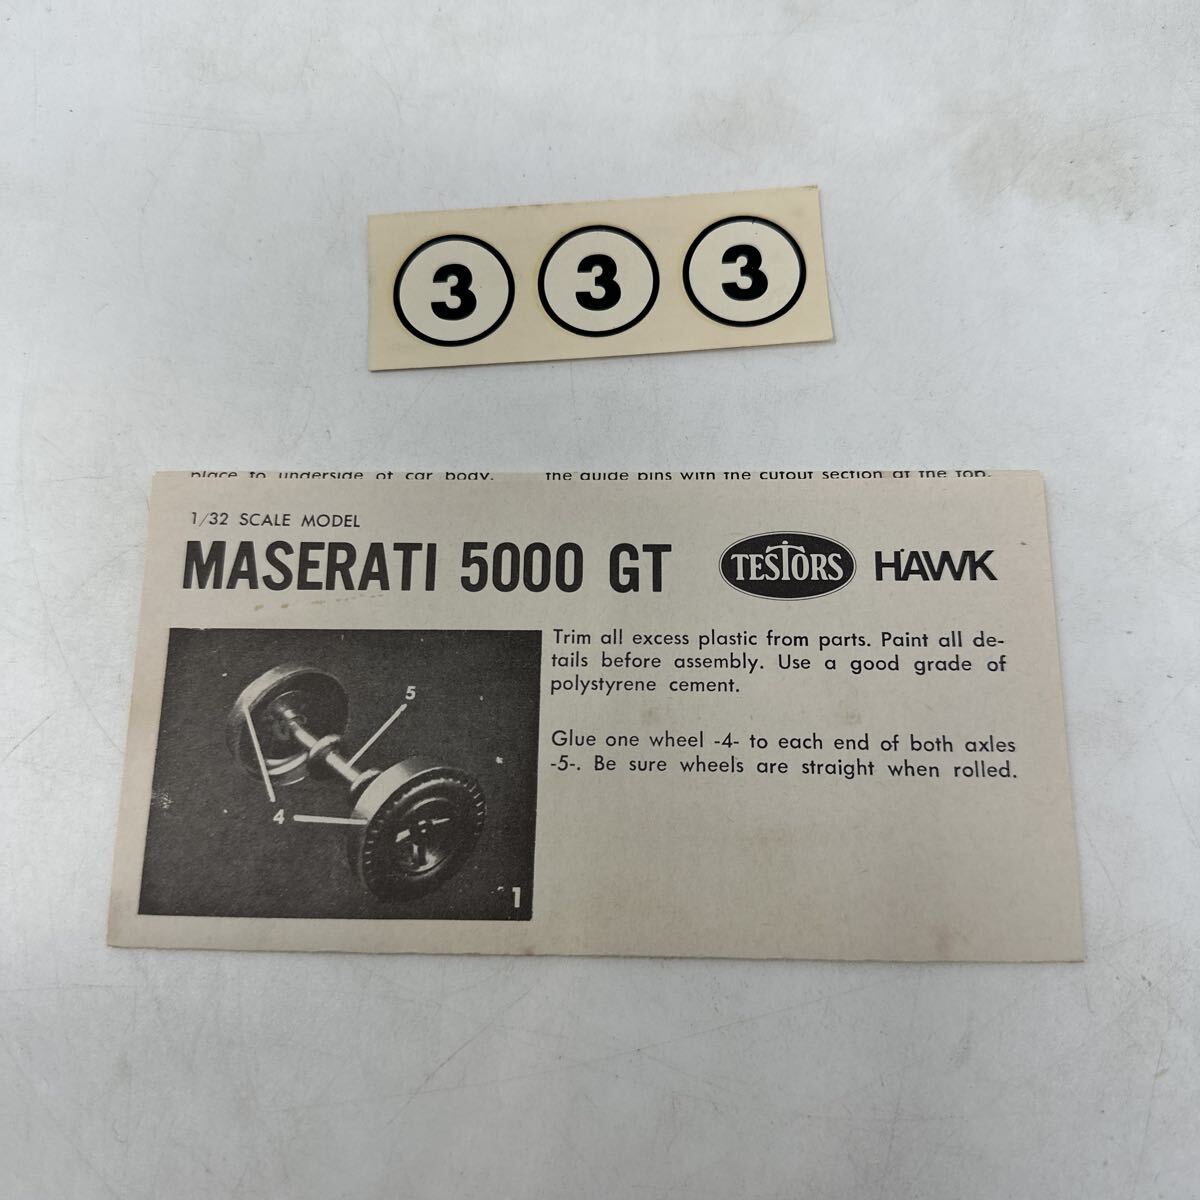 3 3 3
place to underside of car body.
the guide pins with the cutout section at the top.
1/32 SCALE MODEL
MASERATI 5000 GT TESTORS HAWK
Trim all excess plastic from parts. Paint all de-
tails before assembly. Use a good grade of
polystyrene cement.
Glue one wheel -4- to each end of both axles
-5-. Be sure wheels are straight when rolled.
5
4
1